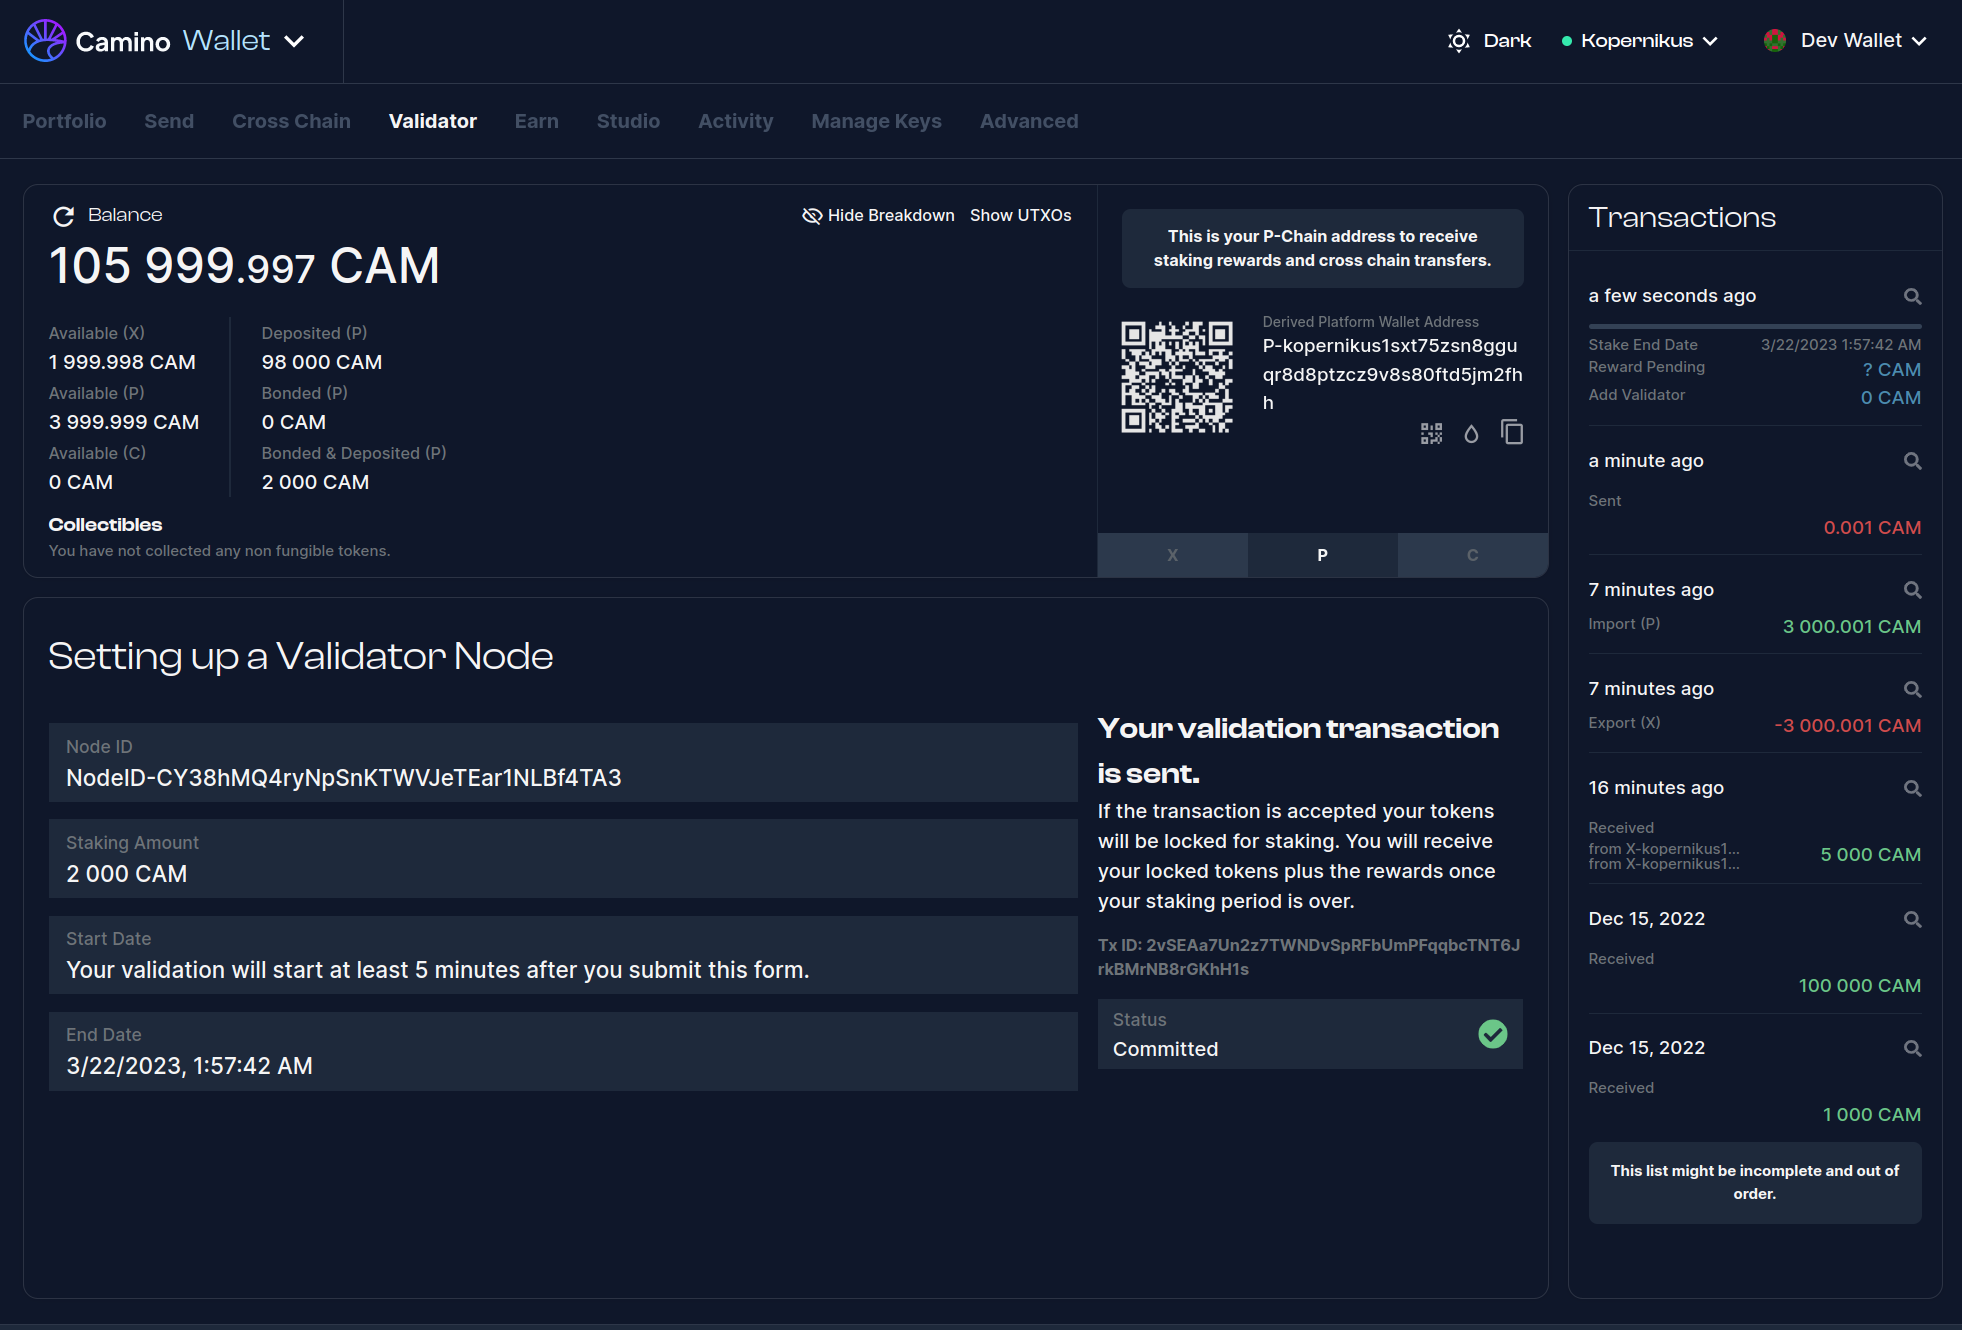 Camino Wallet
Dark
Kopernikus
Dev Wallet
Portfolio Send Cross Chain Validator Earn Studio Activity Manage Keys Advanced
Balance
Hide Breakdown Show UTXOs
105 999.997 CAM
Available (X)
1 999.998 CAM
Available (P)
3 999.999 CAM
Available (C)
0 CAM
Deposited (P)
98 000 CAM
Bonded (P)
0 CAM
Bonded & Deposited (P)
2 000 CAM
Collectibles
You have not collected any non fungible tokens.
This is your P-Chain address to receive
staking rewards and cross chain transfers.
Derived Platform Wallet Address
P-kopernikus1sxt75zsn8ggu
qr8d8ptzcz9v8s80ftd5jm2fh
h
X P C
Setting up a Validator Node
Node ID
NodeID-CY38hMQ4ryNpSnKTWVJeTEar1NLBf4TA3
Staking Amount
2 000 CAM
Start Date
Your validation will start at least 5 minutes after you submit this form.
End Date
3/22/2023, 1:57:42 AM
Your validation transaction
is sent.
If the transaction is accepted your tokens
will be locked for staking. You will receive
your locked tokens plus the rewards once
your staking period is over.
Tx ID: 2vSEAa7Un2z7TWNDvSpRFbUmPFqqbcTNT6J
rkBMrNB8rGKhH1s
Status
Committed
Transactions
a few seconds ago
Stake End Date 3/22/2023 1:57:42 AM
Reward Pending ? CAM
Add Validator 0 CAM
a minute ago
Sent
0.001 CAM
7 minutes ago
Import (P) 3 000.001 CAM
7 minutes ago
Export (X) -3 000.001 CAM
16 minutes ago
Received
from X-kopernikus1...
from X-kopernikus1...
5 000 CAM
Dec 15, 2022
Received
100 000 CAM
Dec 15, 2022
Received
1 000 CAM
This list might be incomplete and out of
order.